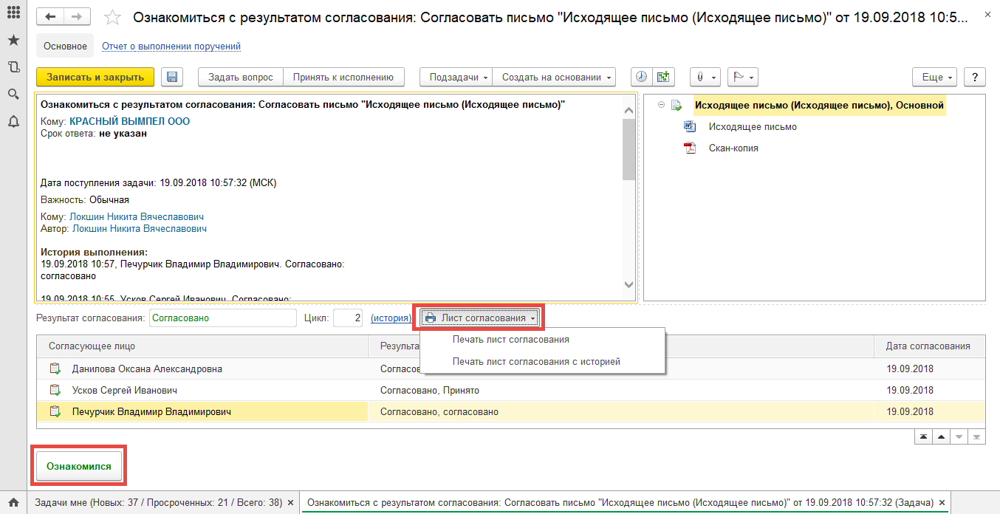 Ознакомиться с результатом согласования: Согласовать письмо "Исходящее письмо (Исходящее письмо)" от 19.09.2018 10:5...
Основное
Отчет о выполнении поручений
Записать и закрыть
Задать вопрос
Принять к исполнению
Подзадачи
Создать на основании
Еще
?
Ознакомиться с результатом согласования: Согласовать письмо "Исходящее письмо (Исходящее письмо)"
Кому: КРАСНЫЙ ВЫМПЕЛ ООО
Срок ответа: не указан
Дата поступления задачи: 19.09.2018 10:57:32 (МСК)
Важность: Обычная
Кому: Локшин Никита Вячеславович
Автор: Локшин Никита Вячеславович
История выполнения:
19.09.2018 10:57, Печурчик Владимир Владимирович. Согласовано:
согласовано
19.09.2018 10:55, Усков Сергей Иванович. Согласовано:
Исходящее письмо (Исходящее письмо), Основной
Исходящее письмо
Скан-копия
Результат согласования: Согласовано
Цикл: 2
(история)
Лист согласования
Печать лист согласования
Печать лист согласования с историей
Согласующее лицо
Результа
Дата согласования
Данилова Оксана Александровна
Согласов
19.09.2018
Усков Сергей Иванович
Согласовано, Принято
19.09.2018
Печурчик Владимир Владимирович
Согласовано, согласовано
19.09.2018
Ознакомился
Задачи мне (Новых: 37 / Просроченных: 21 / Всего: 38)
Ознакомиться с результатом согласования: Согласовать письмо "Исходящее письмо (Исходящее письмо)" от 19.09.2018 10:57:32 (Задача)